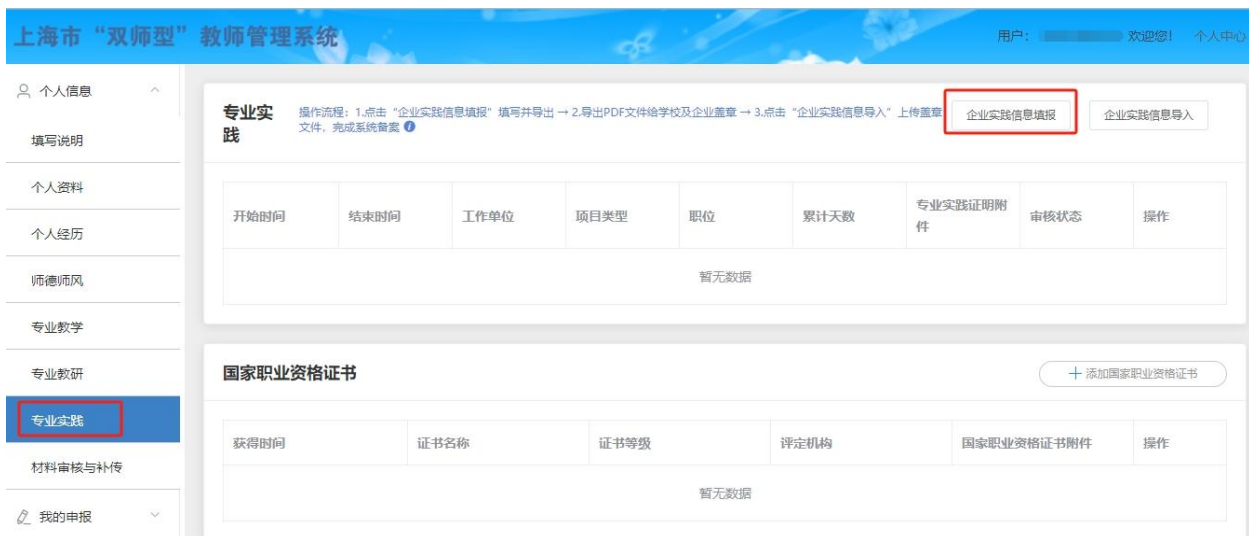 上海市“双师型”教师管理系统
用户： 欢迎您！ 个人中心
个人信息
填写说明
个人资料
个人经历
师德师风
专业教学
专业教研
专业实践
材料审核与补传
我的申报
专业实
践
操作流程：1.点击“企业实践信息填报”填写并导出 → 2.导出PDF文件给学校及企业盖章 → 3.点击“企业实践信息导入”上传盖章
文件，完成系统备案
企业实践信息填报
企业实践信息导入
开始时间 结束时间 工作单位 项目类型 职位 累计天数 专业实践证明附 审核状态 操作
件
暂无数据
国家职业资格证书
添加国家职业资格证书
获得时间 证书名称 证书等级 评定机构 国家职业资格证书附件 操作
暂无数据